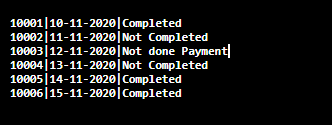 10001|10-11-2020|Completed
10002|11-11-2020|Not Completed
10003|12-11-2020|Not done Payment
10004|13-11-2020|Not Completed
10005|14-11-2020|Completed
10006|15-11-2020|Completed